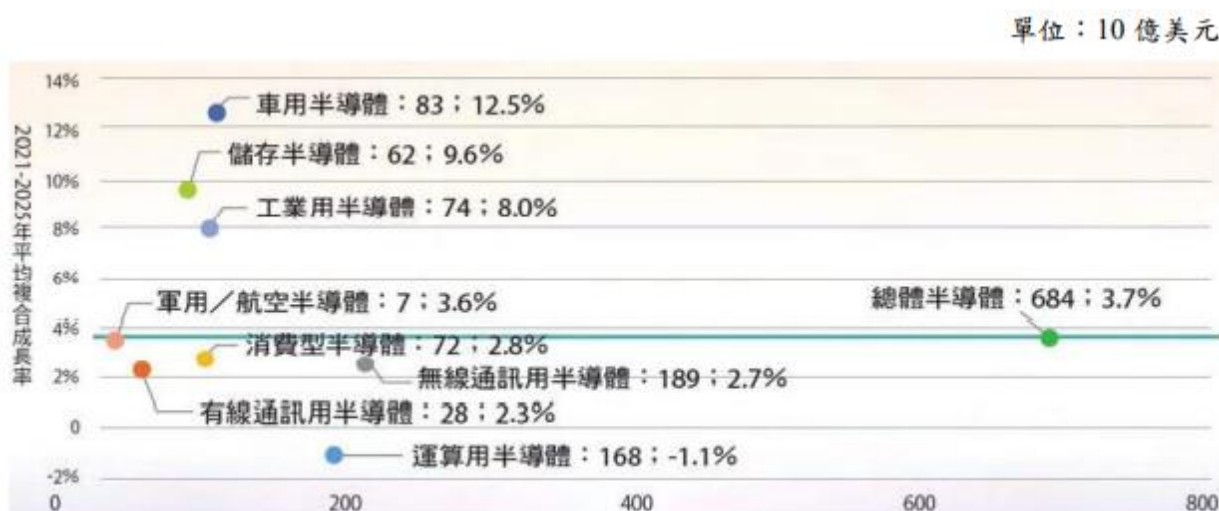 單位：10 億美元
14%
車用半導體：83；12.5%
12%
儲存半導體：62；9.6%
10%
工業用半導體：74；8.0%
8%
2021-2025年平均複合成長率
6%
軍用／航空半導體：7；3.6%
總體半導體：684；3.7%
4%
消費型半導體：72；2.8%
無線通訊用半導體：189；2.7%
2%
有線通訊用半導體：28；2.3%
0
運算用半導體：168；-1.1%
-2%
0 200 400 600 800